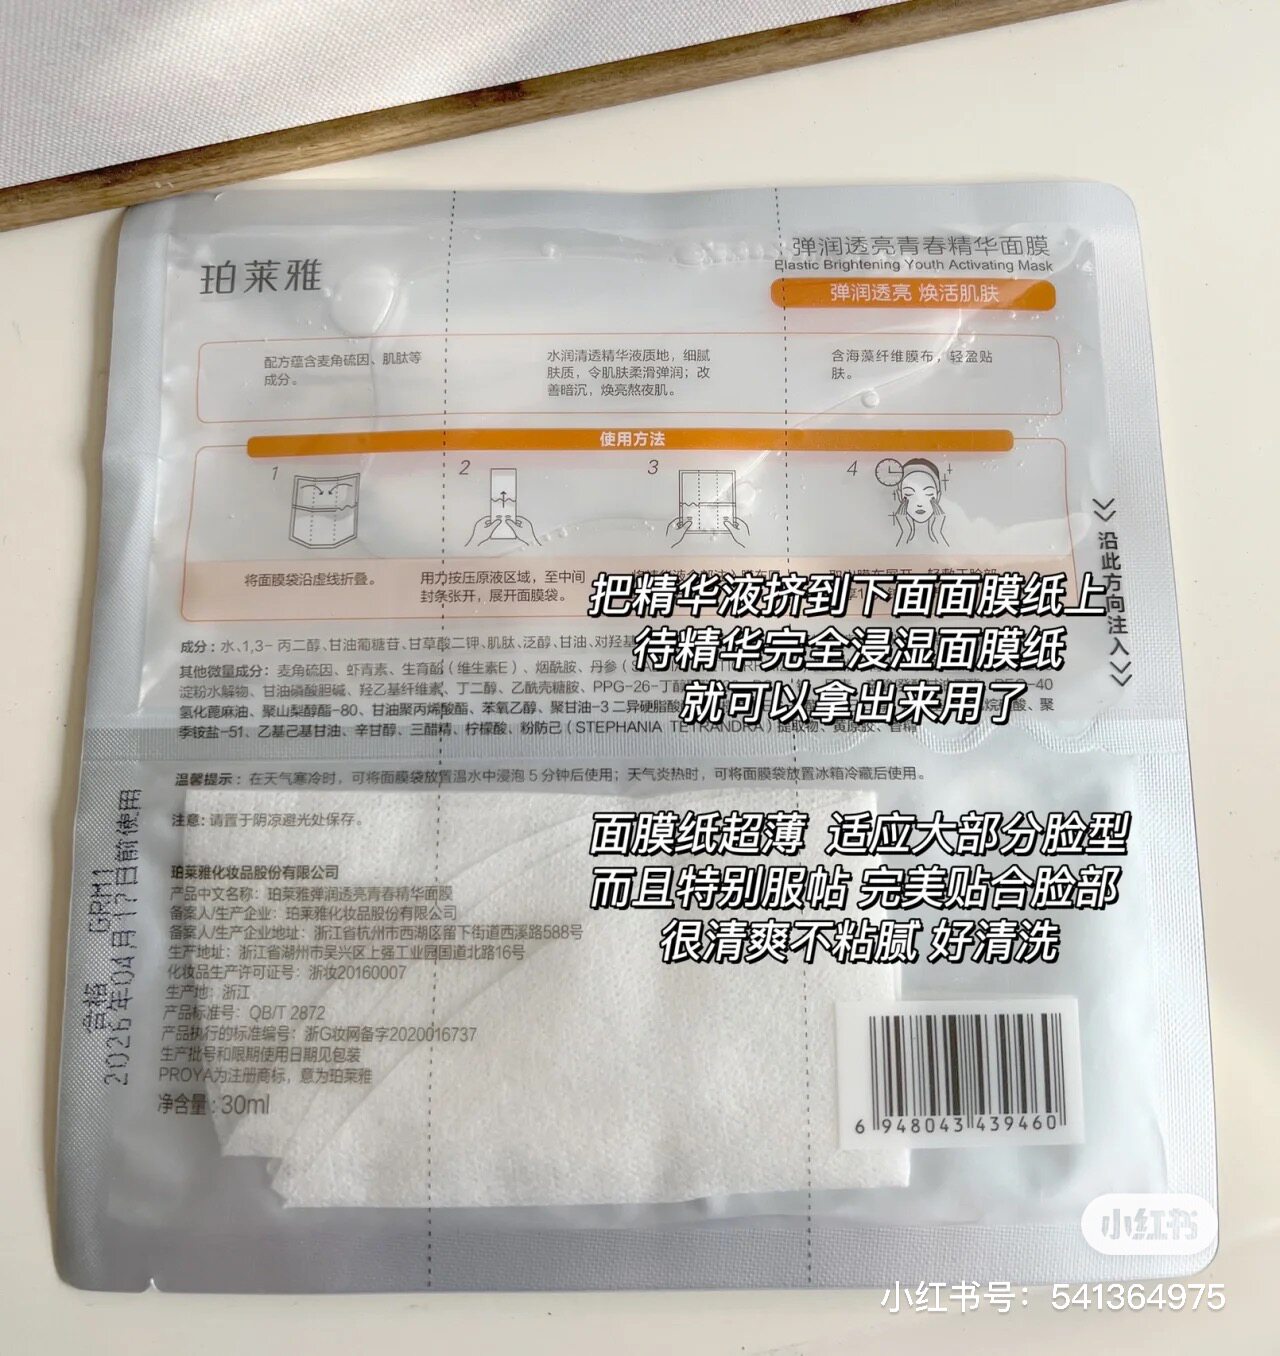 珀莱雅
弹润透亮青春精华面膜
Elastic Brightening Youth Activating Mask
弹润透亮 焕活肌肤
配方蕴含麦角硫因、肌肽等
成分。
水润清透精华液质地，细腻
肤质，令肌肤柔滑弹润；改
善暗沉，焕亮熬夜肌。
含海藻纤维膜布，轻盈贴
肤。
使用方法
1
2
3
4
将面膜袋沿虚线折叠。
用力按压原液区域，至中间
封条张开，展开面膜袋。
沿此方向注入
把精华液挤到下面面膜纸上
待精华完全浸湿面膜纸
就可以拿出来用了
成分：水、1,3-丙二醇、甘油葡糖苷、甘草酸二钾、肌肽、泛醇、甘油、对羟基
其他微量成分：麦角硫因、虾青素、生育酚（维生素E）、烟酰胺、丹参
淀粉水解物、甘油磷酸胆碱、羟乙基纤维素、丁二醇、乙酰壳糖胺、PPG-26-丁醇
-40
氢化蓖麻油、聚山梨醇酯-80、甘油聚丙烯酸酯、苯氧乙醇、聚甘油-3 二异硬脂酸
酸、聚
季铵盐-51、乙基己基甘油、辛甘醇、三醋精、柠檬酸、粉防己（STEPHANIA TETRANDRA）提取物、黄原胶、香精
温馨提示：在天气寒冷时，可将面膜袋放置温水中浸泡5分钟后使用；天气炎热时，可将面膜袋放置冰箱冷藏后使用。
注意：请置于阴凉避光处保存。
面膜纸超薄 适应大部分脸型
而且特别服帖 完美贴合脸部
很清爽不粘腻 好清洗
珀莱雅化妆品股份有限公司
产品中文名称：珀莱雅弹润透亮青春精华面膜
备案人/生产企业：珀莱雅化妆品股份有限公司
备案人/生产企业地址：浙江省杭州市西湖区留下街道西溪路588号
生产地址：浙江省湖州市吴兴区上强工业园国道北路16号
化妆品生产许可证号：浙妆20160007
生产地：浙江
产品标准号：QB/T 2872
产品执行的标准编号：浙G妆网备字2020016737
生产批号和限期使用日期见包装
PROYA为注册商标，意为珀莱雅
净含量：30ml
合格 GPM1
2026年04月17日前使用
6 948043 439460
小红书
小红书号：541364975